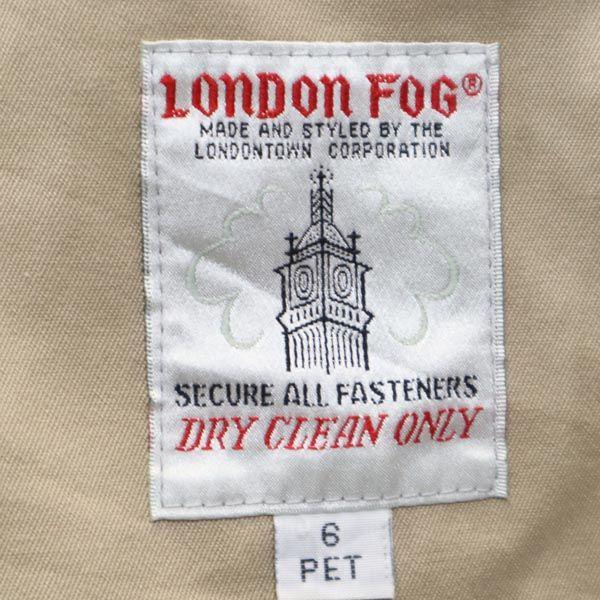 LONDON FOG®
MADE AND STYLED BY THE
LONDONTOWN CORPORATION
SECURE ALL FASTENERS
DRY CLEAN ONLY
6
PET